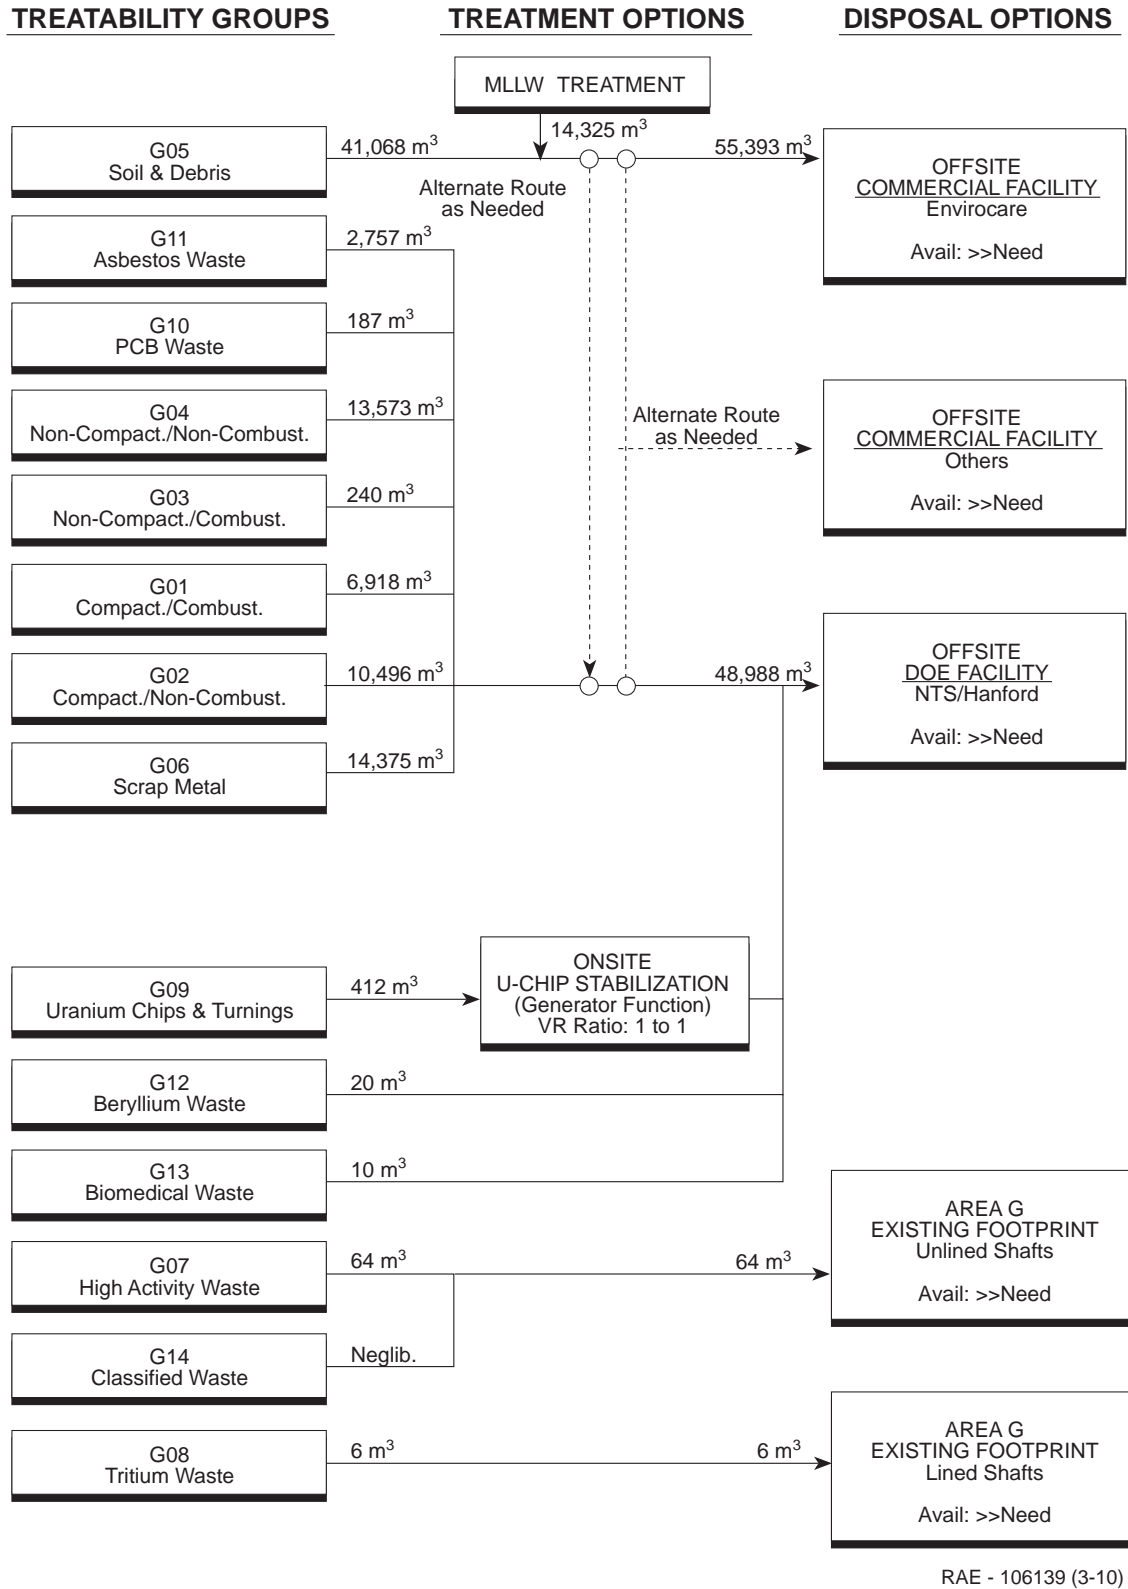 TREATABILITY GROUPS
TREATMENT OPTIONS
DISPOSAL OPTIONS
MLLW TREATMENT
14,325 m³
G05
Soil & Debris
41,068 m³
55,393 m³
Alternate Route
as Needed
OFFSITE
COMMERCIAL FACILITY
Envirocare
Avail: >>Need
G11
Asbestos Waste
2,757 m³
G10
PCB Waste
187 m³
G04
Non-Compact./Non-Combust.
13,573 m³
Alternate Route
as Needed
OFFSITE
COMMERCIAL FACILITY
Others
Avail: >>Need
G03
Non-Compact./Combust.
240 m³
G01
Compact./Combust.
6,918 m³
G02
Compact./Non-Combust.
10,496 m³
48,988 m³
OFFSITE
DOE FACILITY
NTS/Hanford
Avail: >>Need
G06
Scrap Metal
14,375 m³
G09
Uranium Chips & Turnings
412 m³
ONSITE
U-CHIP STABILIZATION
(Generator Function)
VR Ratio: 1 to 1
G12
Beryllium Waste
20 m³
G13
Biomedical Waste
10 m³
G07
High Activity Waste
64 m³
64 m³
AREA G
EXISTING FOOTPRINT
Unlined Shafts
Avail: >>Need
G14
Classified Waste
Neglib.
G08
Tritium Waste
6 m³
6 m³
AREA G
EXISTING FOOTPRINT
Lined Shafts
Avail: >>Need
RAE - 106139 (3-10)